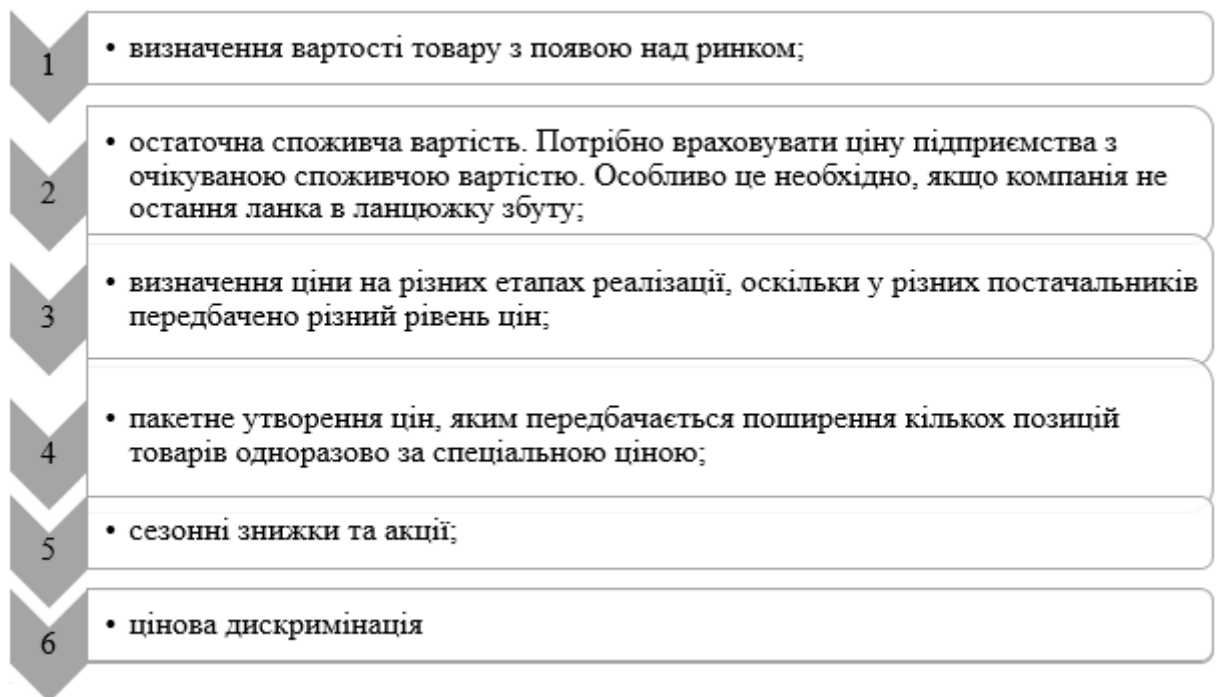 1
• визначення вартості товару з появою над ринком;
2
• остаточна споживча вартість. Потрібно враховувати ціну підприємства з
очікуваною споживчою вартістю. Особливо це необхідно, якщо компанія не
остання ланка в ланцюжку збуту;
3
• визначення ціни на різних етапах реалізації, оскільки у різних постачальників
передбачено різний рівень цін;
4
• пакетне утворення цін, яким передбачається поширення кількох позицій
товарів одноразово за спеціальною ціною;
5
• сезонні знижки та акції;
6
• цінова дискримінація